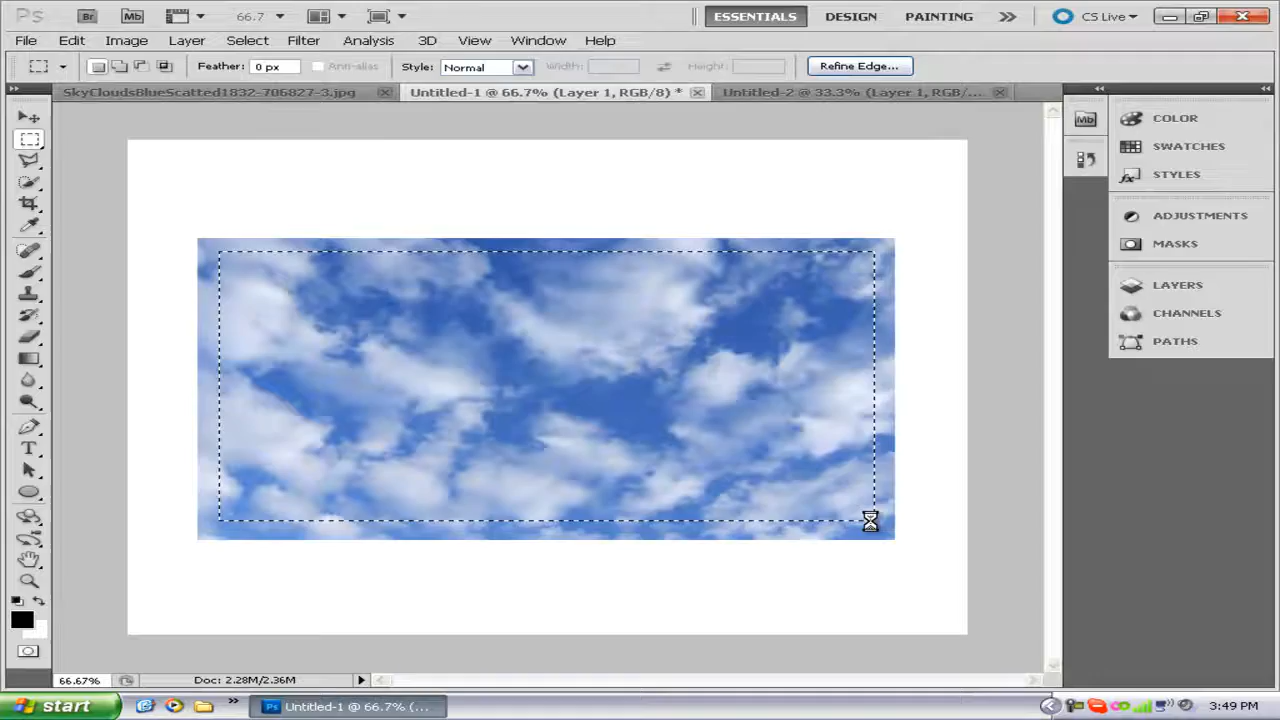 Ps Br Mb 66.7 ESSENTIALS DESIGN PAINTING CS Live
File Edit Image Layer Select Filter Analysis 3D View Window Help
Feather: 0 px Anti-alias Style: Normal Width: Height: Refine Edge...
SkyCloudsBlueScatted1832-706827-3.jpg Untitled-1 @ 66.7% (Layer 1, RGB/8) * Untitled-2 @ 33.3% (Layer 1, RGB/...
Mb COLOR
SWATCHES
STYLES
ADJUSTMENTS
MASKS
LAYERS
CHANNELS
PATHS
66.67% Doc: 2.28M/2.36M
start Ps Untitled-1 @ 66.7% (... 3:49 PM